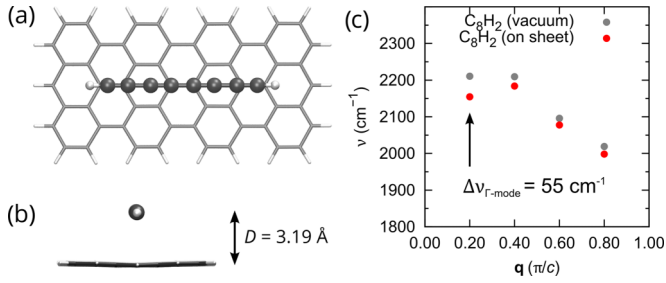 (a)
(b)
D = 3.19 Å
(c)
C₈H₂ (vacuum)
C₈H₂ (on sheet)
ν (cm⁻¹)
2300
2200
2100
2000
1900
1800
Δν_Γ-mode = 55 cm⁻¹
0.00 0.20 0.40 0.60 0.80 1.00
q (π/c)